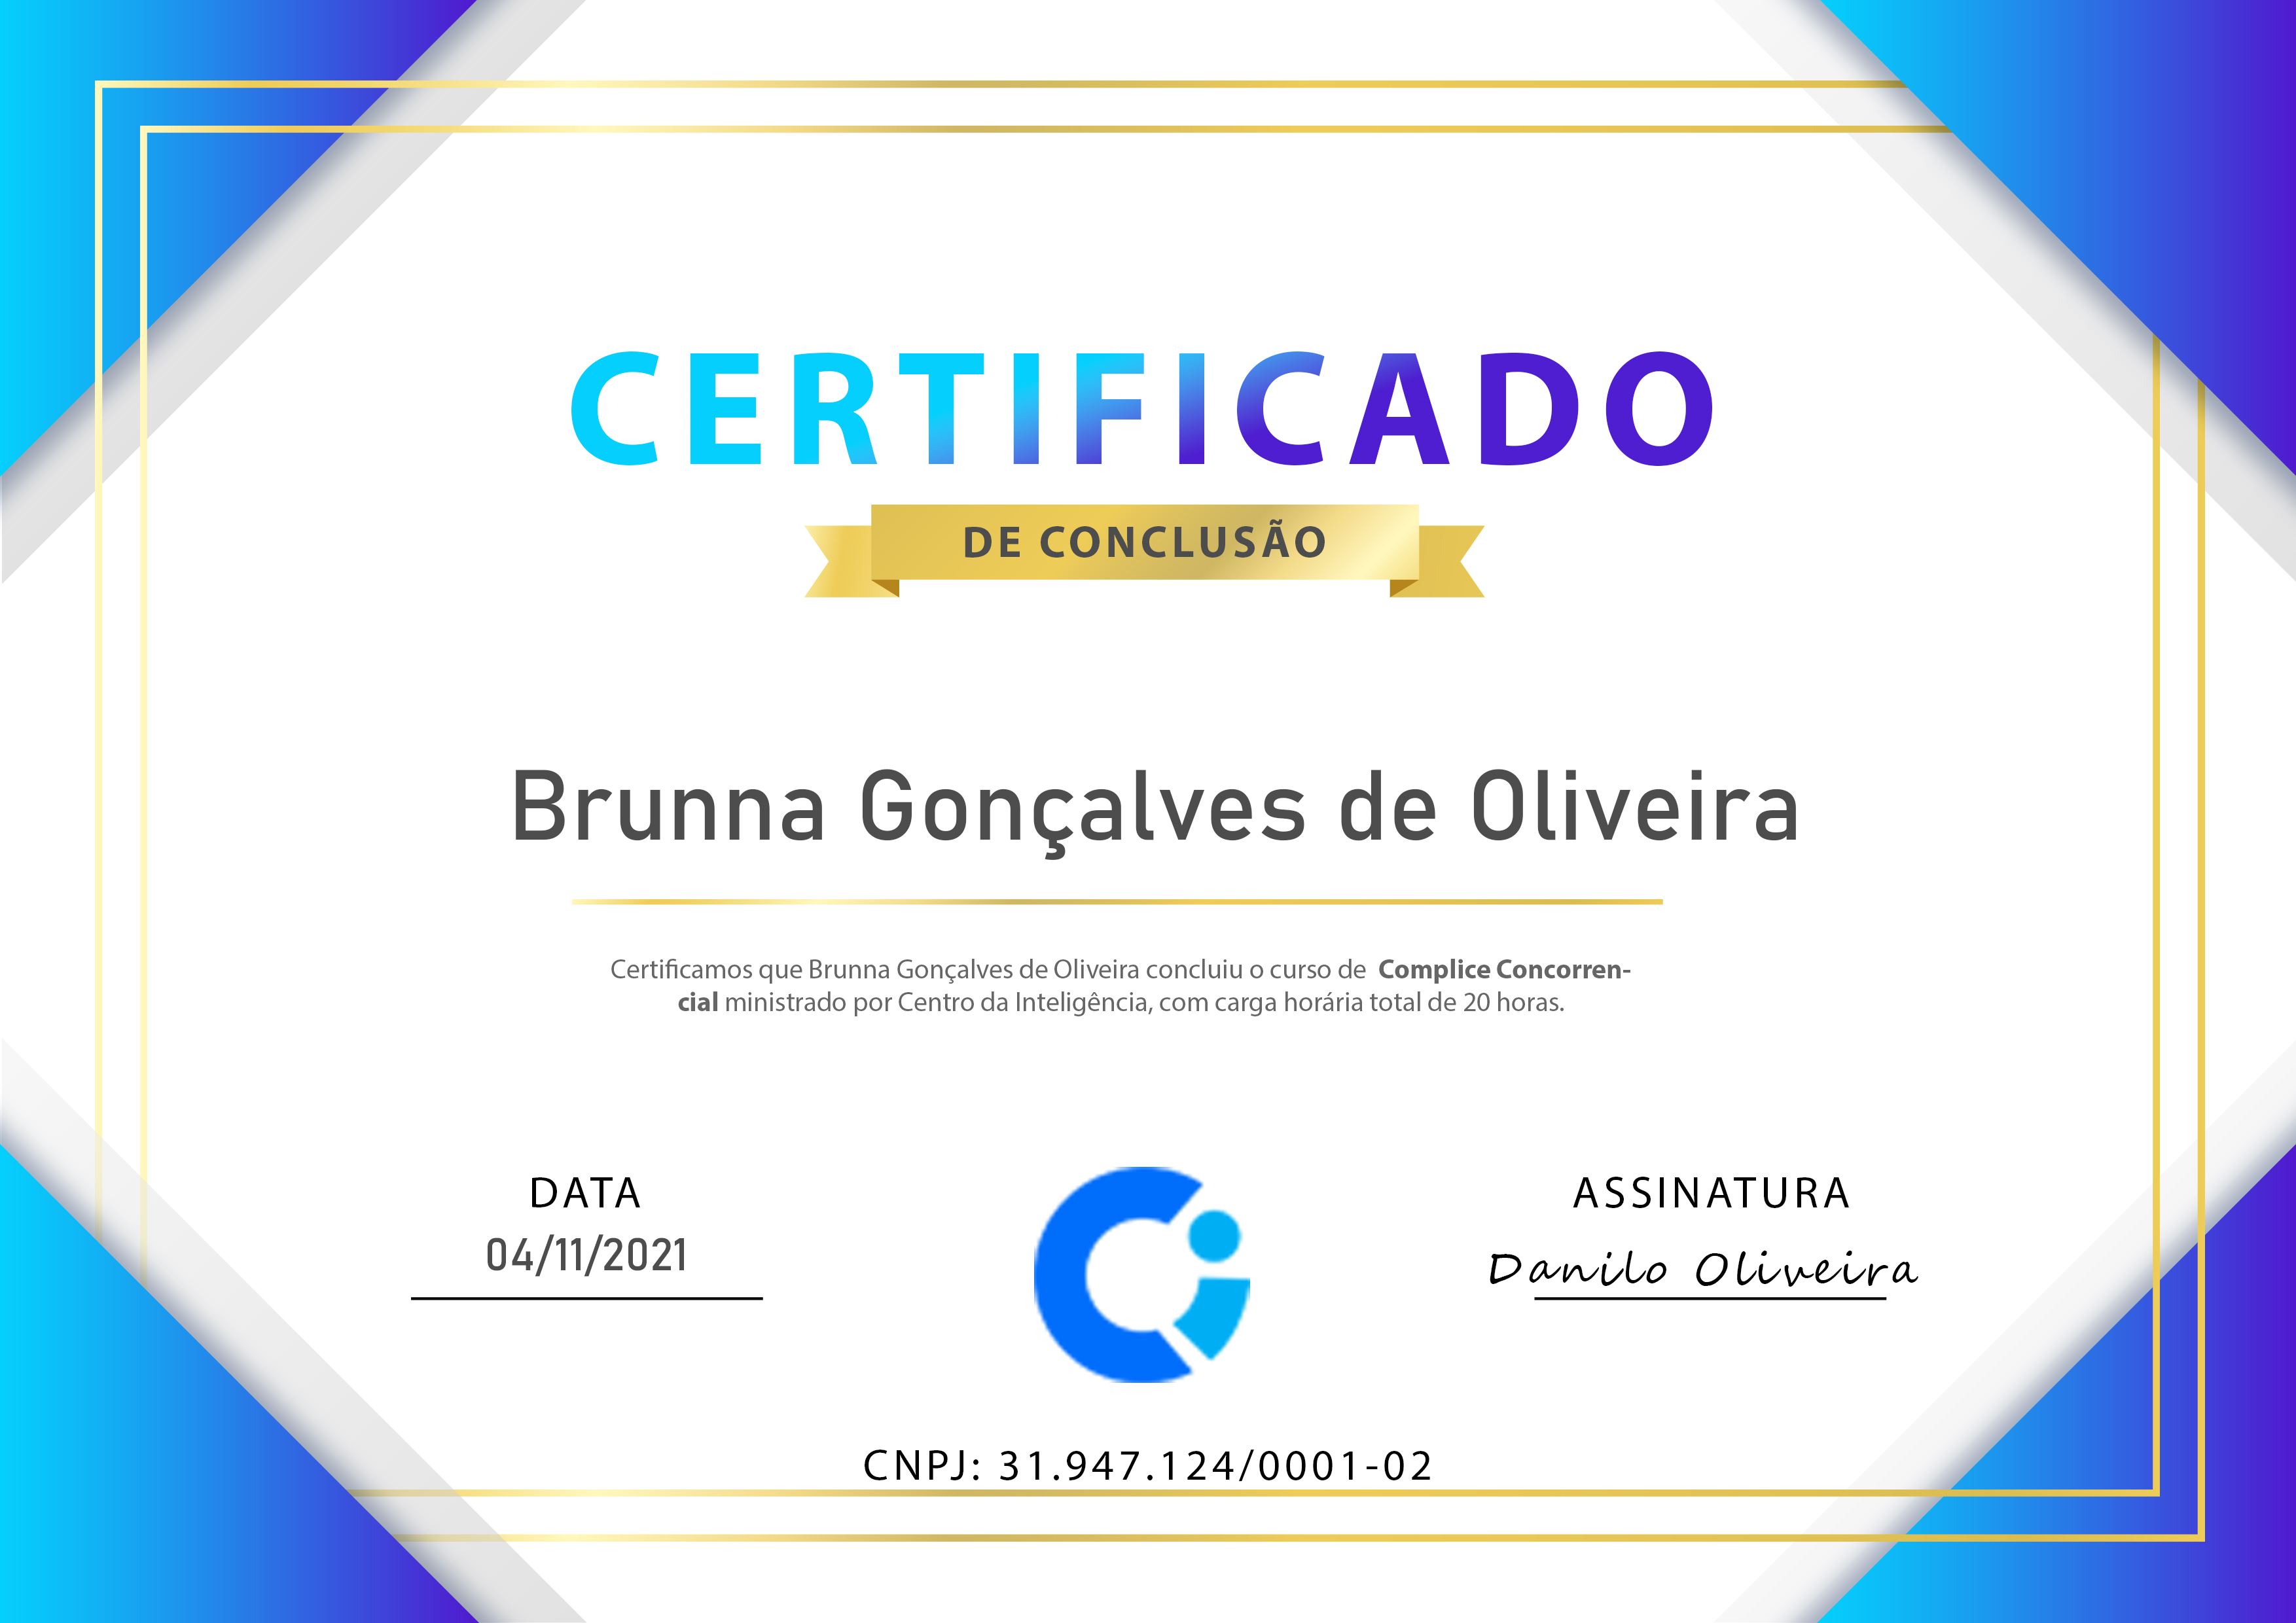 CERTIFICADO
DE CONCLUSÃO
Brunna Gonçalves de Oliveira
Certificamos que Brunna Gonçalves de Oliveira concluiu o curso de Complice Concorren-
cial ministrado por Centro da Inteligência, com carga horária total de 20 horas.
DATA
04/11/2021
ASSINATURA
Danilo Oliveira
CNPJ: 31.947.124/0001-02